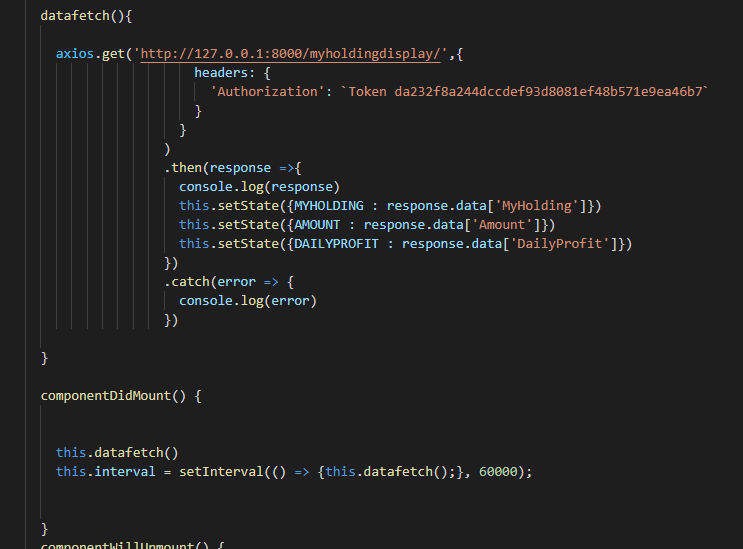 datafetch(){
axios.get('http://127.0.0.1:8000/myholdingdisplay/',{
headers: {
'Authorization': `Token da232f8a244dccdef93d8081ef48b571e9ea46b7`
}
}
)
.then(response =>{
console.log(response)
this.setState({MYHOLDING : response.data['MyHolding']})
this.setState({AMOUNT : response.data['Amount']})
this.setState({DAILYPROFIT : response.data['DailyProfit']})
})
.catch(error => {
console.log(error)
})
}
componentDidMount() {
this.datafetch()
this.interval = setInterval(() => {this.datafetch();}, 60000);
}
componentWillUnmount() {